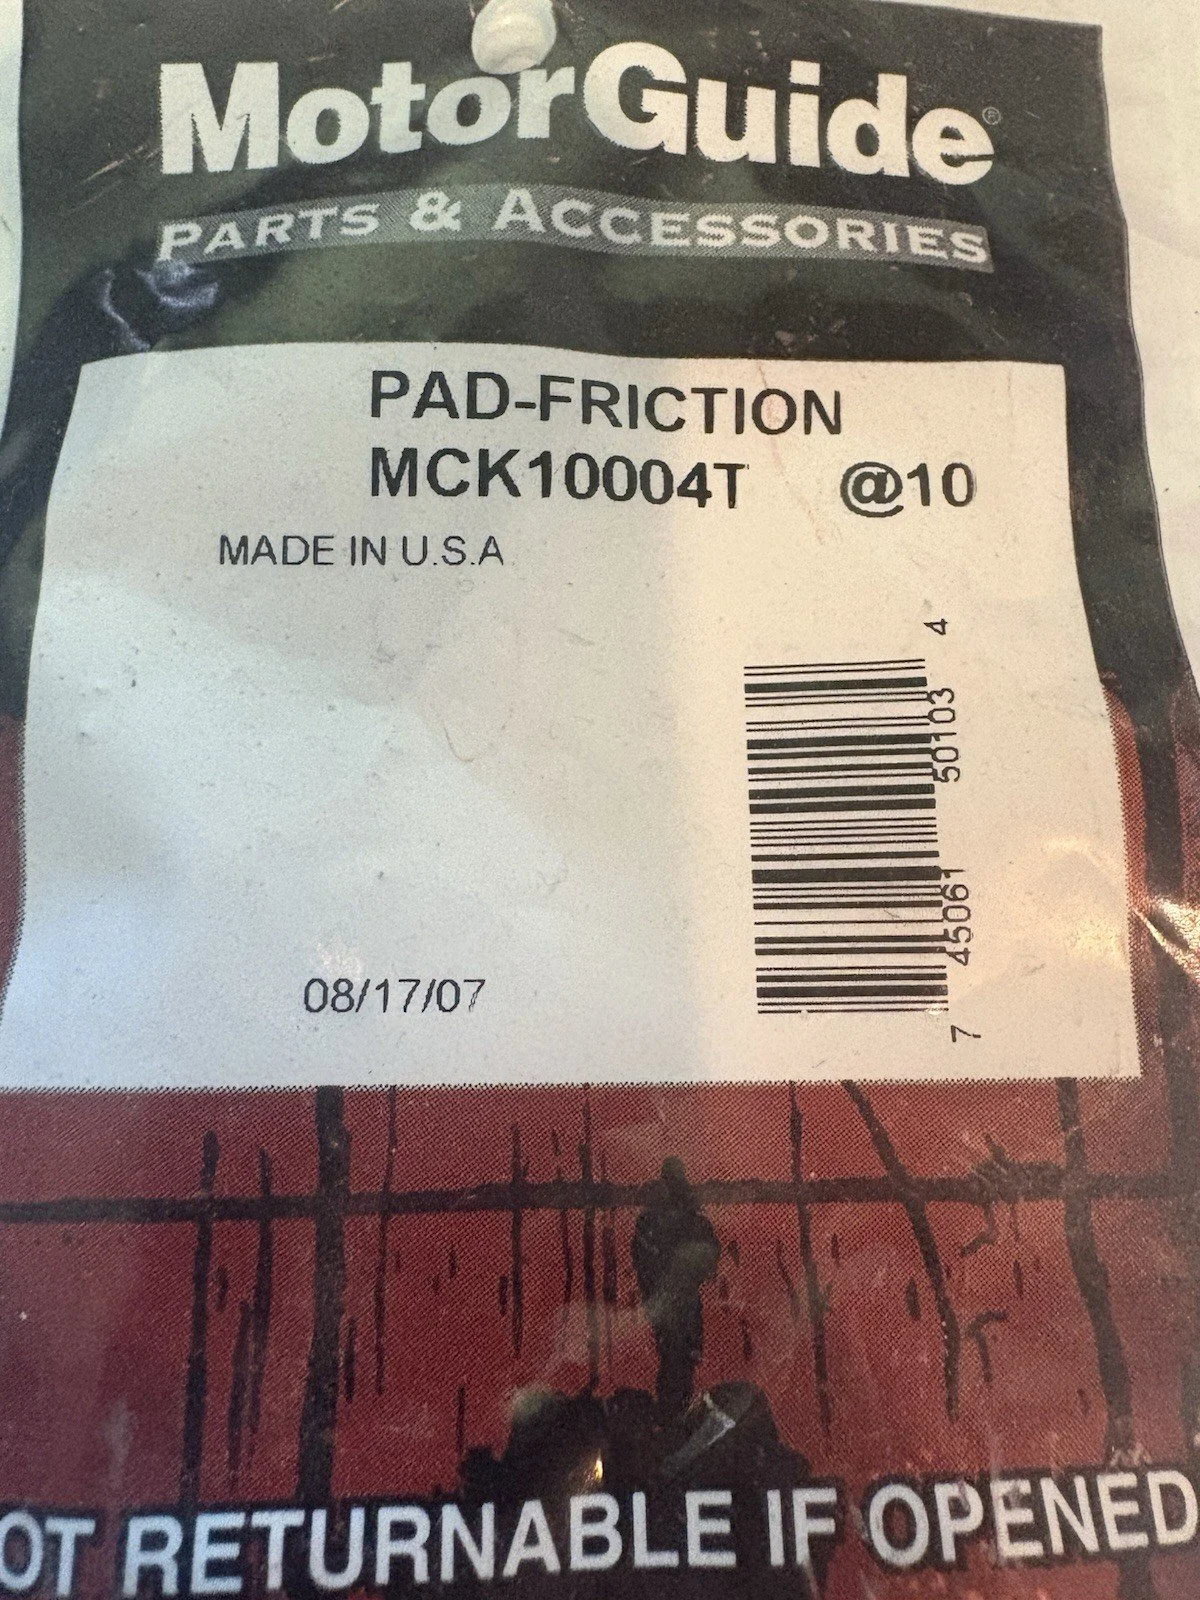 MotorGuide®
PARTS & ACCESSORIES
PAD-FRICTION
MCK10004T @10
MADE IN U.S.A
7 45061 50103 4
08/17/07
OT RETURNABLE IF OPENED